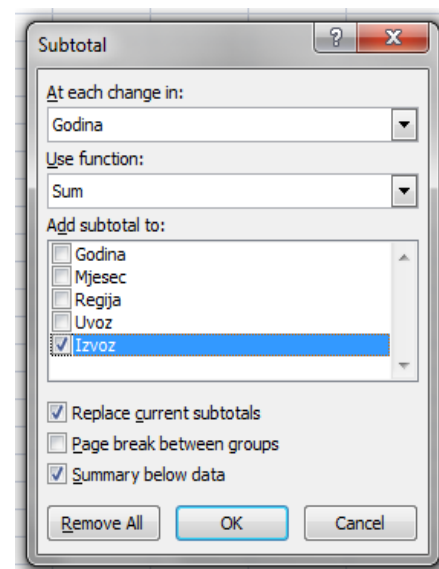 Subtotal
At each change in:
Godina
Use function:
Sum
Add subtotal to:
Godina
Mjesec
Regija
Uvoz
Izvoz
Replace current subtotals
Page break between groups
Summary below data
Remove All OK Cancel